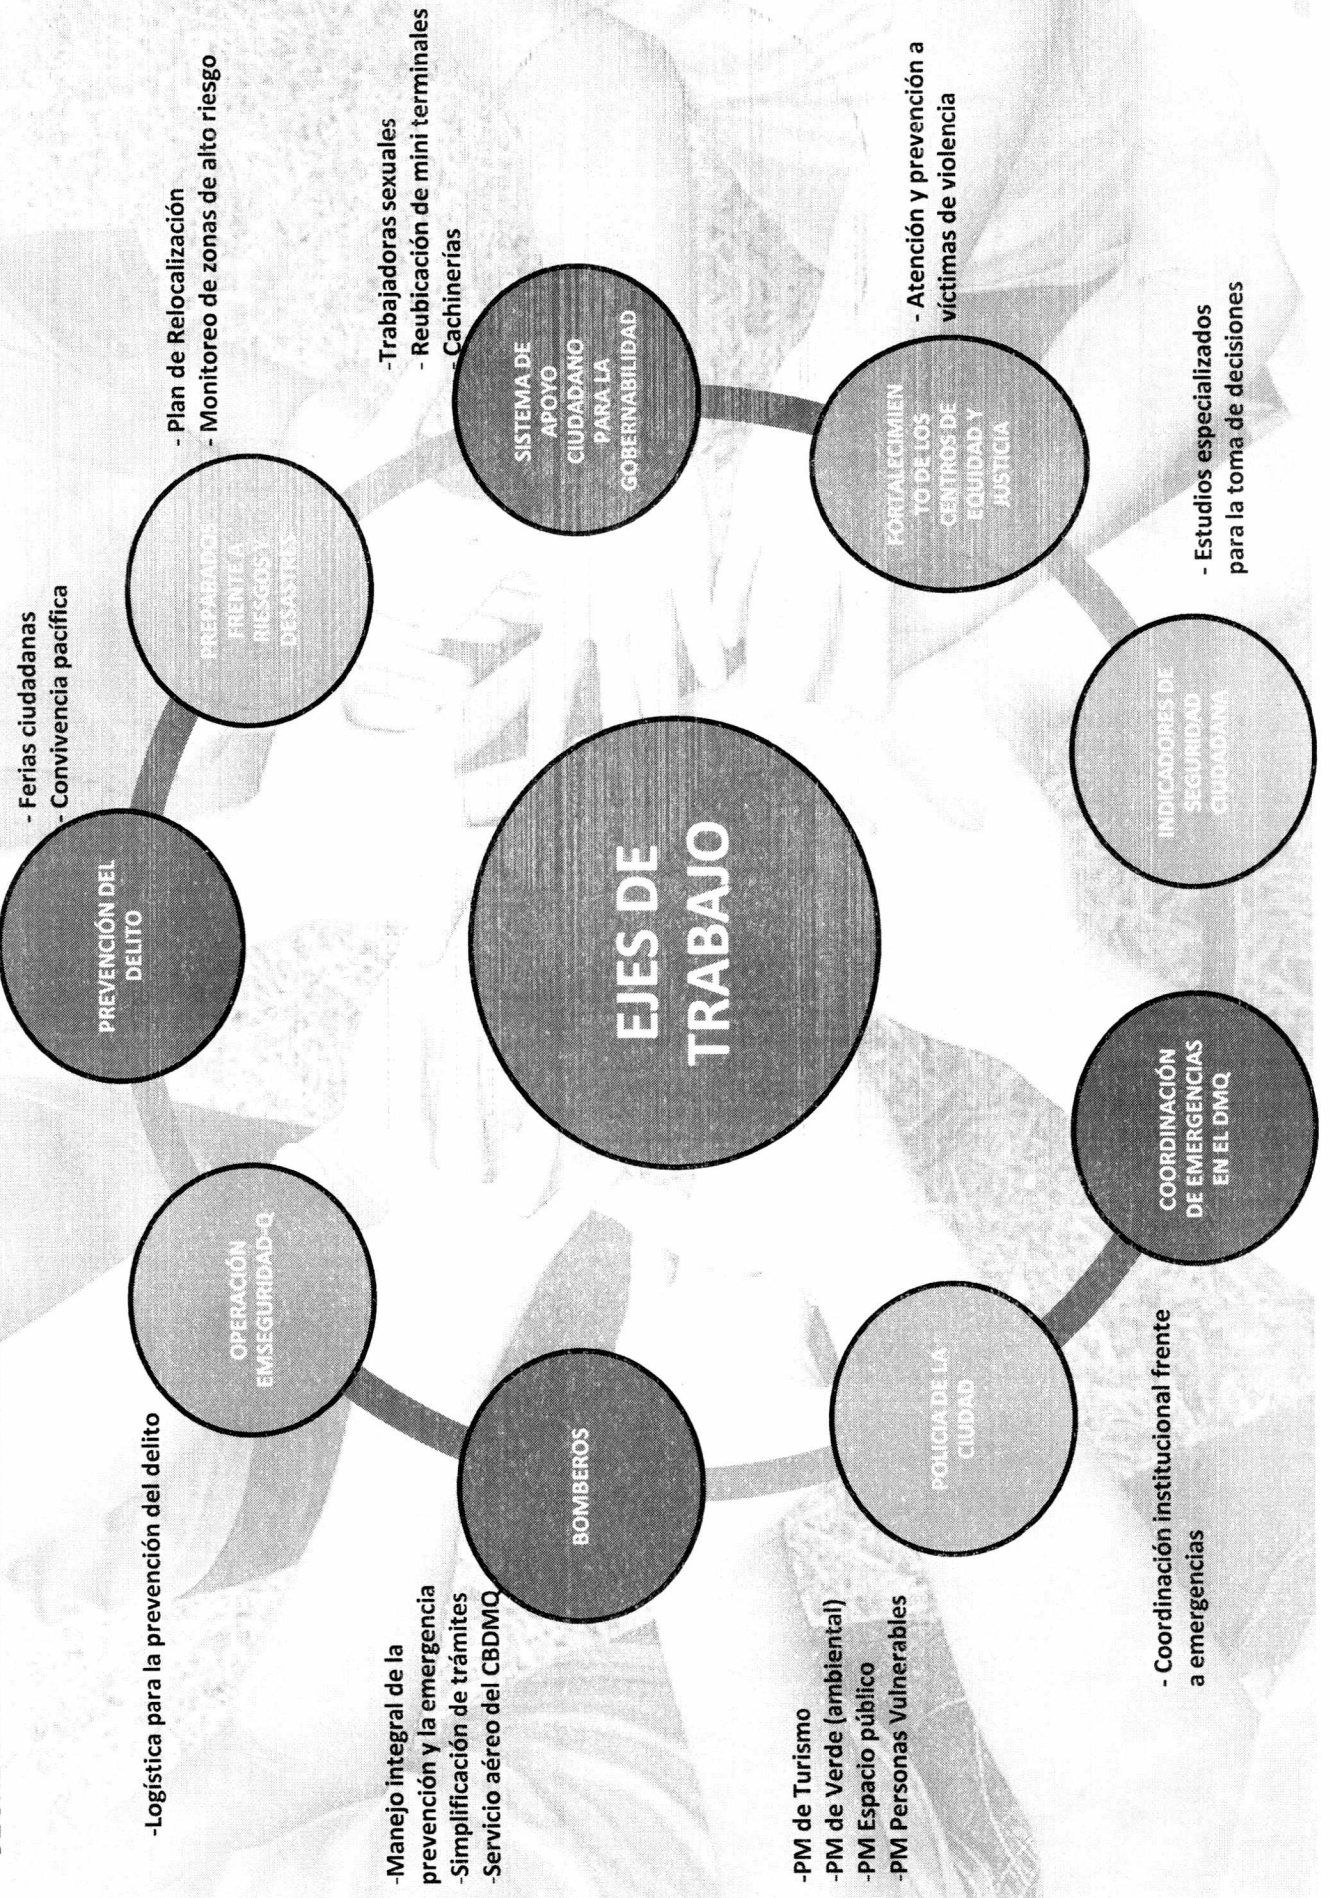 - Ferias ciudadanas
- Convivencia pacífica
PREVENCIÓN DEL
DELITO
- Plan de Relocalización
- Monitoreo de zonas de alto riesgo
PREPARADOS
FRENTE A
RIESGOS Y
DESASTRES
-Trabajadoras sexuales
- Reubicación de mini terminales
- Cachinerías
SISTEMA DE
APOYO
CIUDADANO
PARA LA
GOBERNABILIDAD
- Atención y prevención a
víctimas de violencia
FORTALECIMIEN
TO DE LOS
CENTROS DE
EQUIDAD Y
JUSTICIA
- Estudios especializados
para la toma de decisiones
INDICADORES DE
SEGURIDAD
CIUDADANA
COORDINACIÓN
DE EMERGENCIAS
EN EL DMQ
- Coordinación institucional frente
a emergencias
POLICIA DE LA
CIUDAD
-PM de Turismo
-PM de Verde (ambiental)
-PM Espacio público
-PM Personas Vulnerables
BOMBEROS
-Manejo integral de la
prevención y la emergencia
-Simplificación de trámites
-Servicio aéreo del CBDMQ
OPERACIÓN
EMSEGURIDAD-Q
-Logística para la prevención del delito
EJES DE
TRABAJO